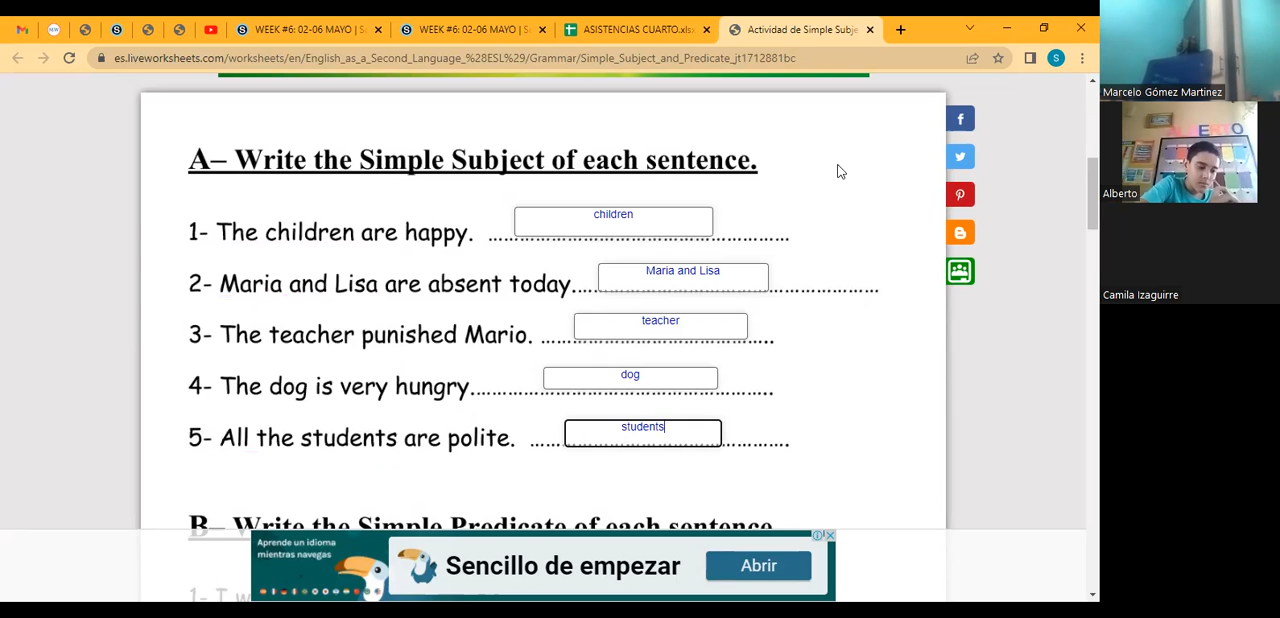 WEEK #6: 02-06 MAYO | S
WEEK #6: 02-06 MAYO | S
ASISTENCIAS CUARTO.xls
Actividad de Simple Subje
es.liveworksheets.com/worksheets/en/English_as_a_Second_Language_%28ESL%29/Grammar/Simple_Subject_and_Predicate_jt1712881bc
S
Marcelo Gómez Martinez
Alberto
Camila Izaguirre
A– Write the Simple Subject of each sentence.
1- The children are happy. children
2- Maria and Lisa are absent today. Maria and Lisa
3- The teacher punished Mario. teacher
4- The dog is very hungry. dog
5- All the students are polite. students
B– Write the Simple Predicate of each sentence
Aprende un idioma
mientras navegas
Sencillo de empezar
Abrir